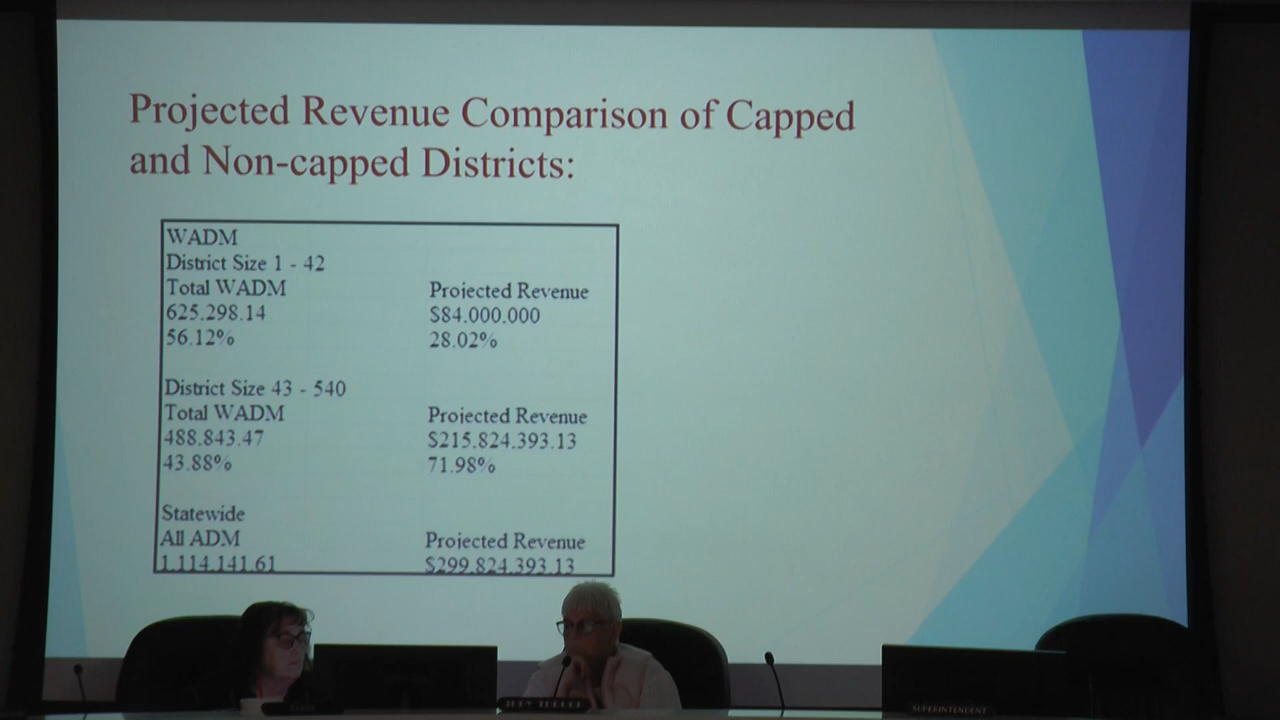 Projected Revenue Comparison of Capped
and Non-capped Districts:
WADM
District Size 1 - 42
Total WADM Projected Revenue
625.298.14 $84.000.000
56.12% 28.02%
District Size 43 - 540
Total WADM Projected Revenue
488.843.47 $215.824.393.13
43.88% 71.98%
Statewide
All ADM Projected Revenue
1.114.141.61 $299.824.393.13
SUPERINTENDENT